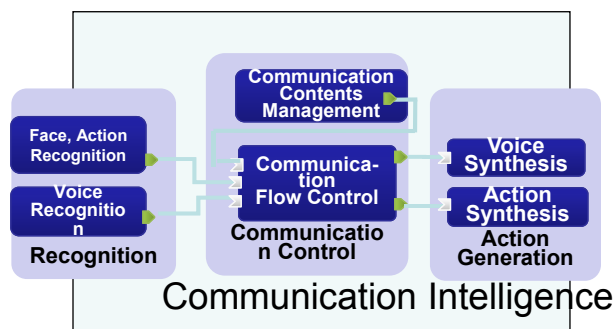 Communication
Contents
Management
Face, Action
Recognition
Voice
Recognitio
n
Recognition
Communica-
tion
Flow Control
Communicatio
n Control
Voice
Synthesis
Action
Synthesis
Action
Generation
Communication Intelligence